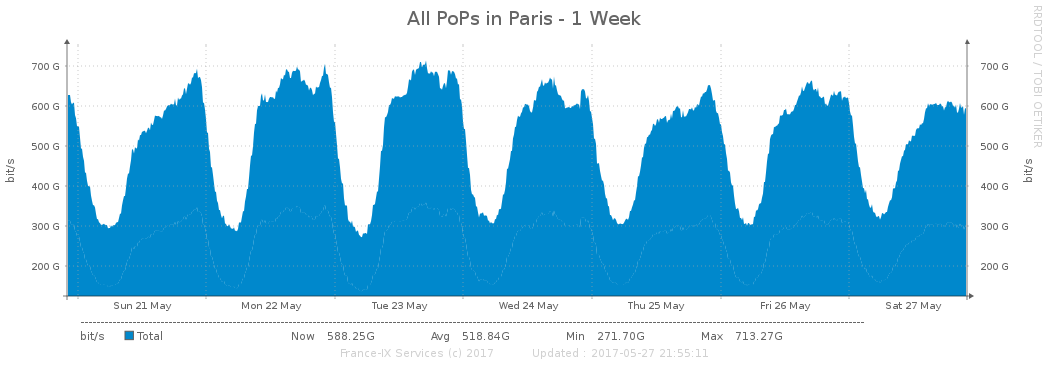 All PoPs in Paris - 1 Week
RRDTOOL / TOBI OETIKER
bit/s
700 G
600 G
500 G
400 G
300 G
200 G
700 G
600 G
500 G
400 G
300 G
200 G
bit/s
Sun 21 May Mon 22 May Tue 23 May Wed 24 May Thu 25 May Fri 26 May Sat 27 May
bit/s Total Now 588.25G Avg 518.84G Min 271.70G Max 713.27G
France-IX Services (c) 2017 Updated : 2017-05-27 21:55:11